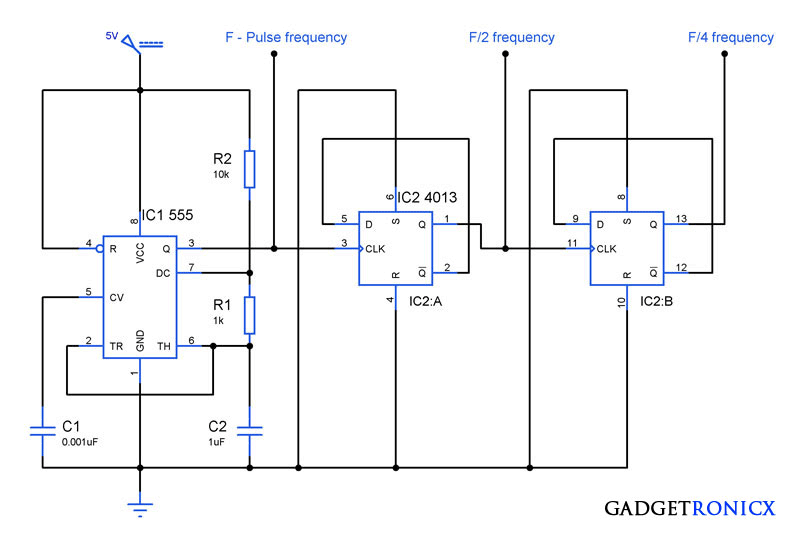 5V
F - Pulse frequency
F/2 frequency
F/4 frequency
R2
10k
IC1 555
8
VCC
4
R
Q
3
DC
7
5
CV
R1
1k
2
TR
GND
TH
6
1
C1
0.001uF
C2
1uF
IC2 4013
6
5
D
S
Q
1
3
CLK
R
Q
2
4
IC2:A
8
9
D
S
Q
13
11
CLK
R
Q
12
10
IC2:B
GADGETRONICX